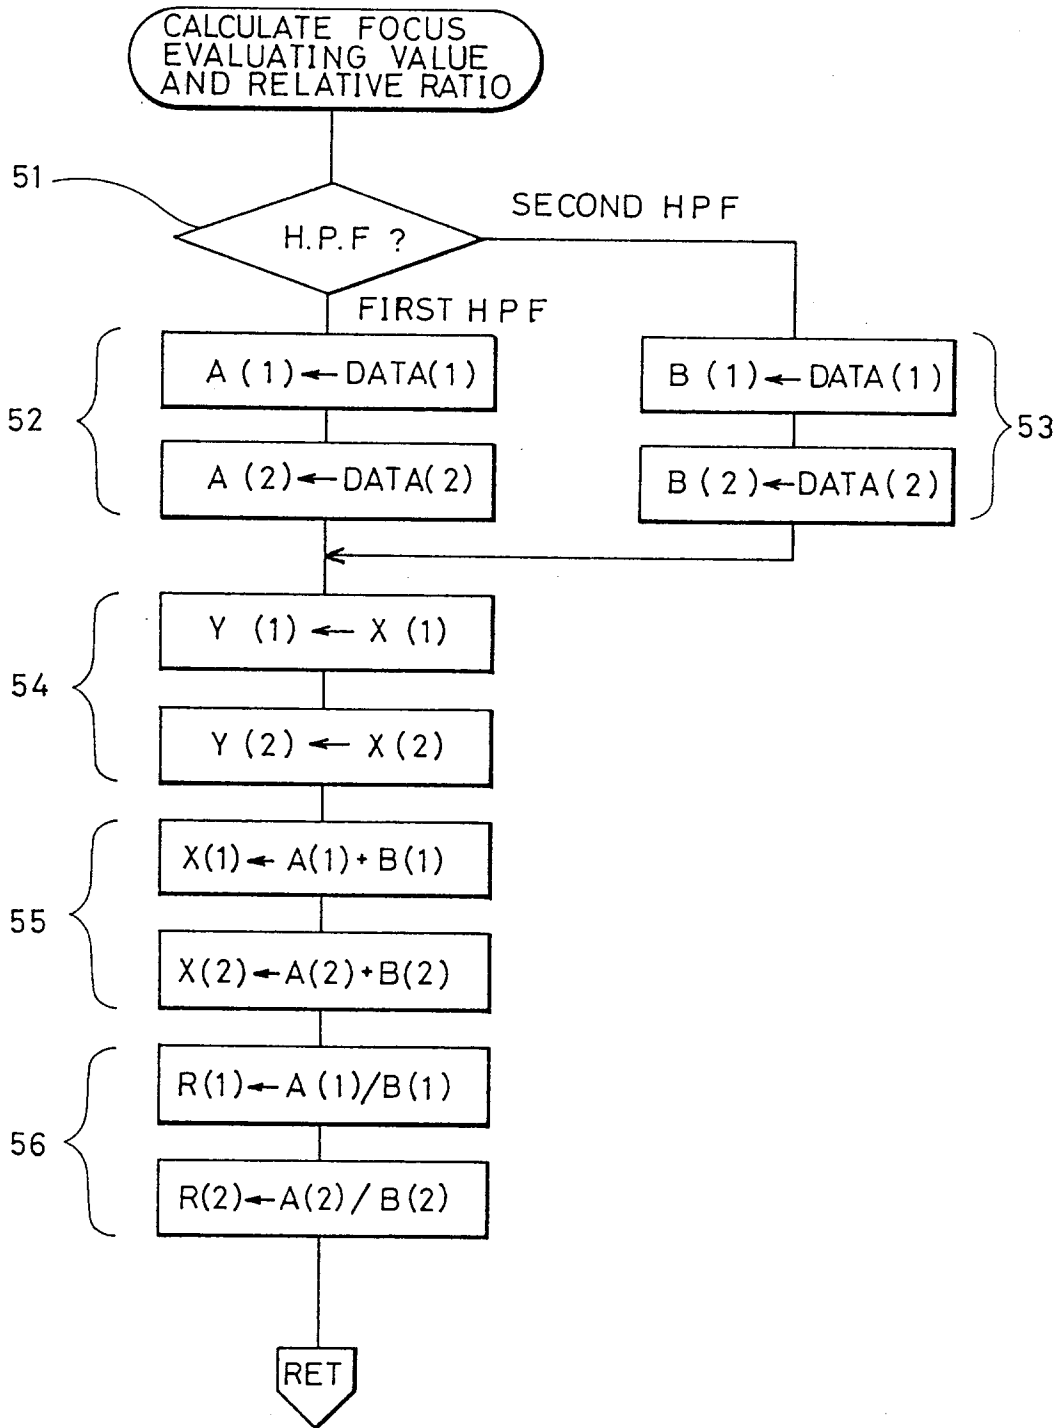 CALCULATE FOCUS
EVALUATING VALUE
AND RELATIVE RATIO
51
H.P.F ?
SECOND HPF
FIRST HPF
52
A(1)←DATA(1)
A(2)←DATA(2)
B(1)←DATA(1)
B(2)←DATA(2)
53
54
Y(1)←X(1)
Y(2)←X(2)
55
X(1)←A(1)+B(1)
X(2)←A(2)+B(2)
56
R(1)←A(1)/B(1)
R(2)←A(2)/B(2)
RET